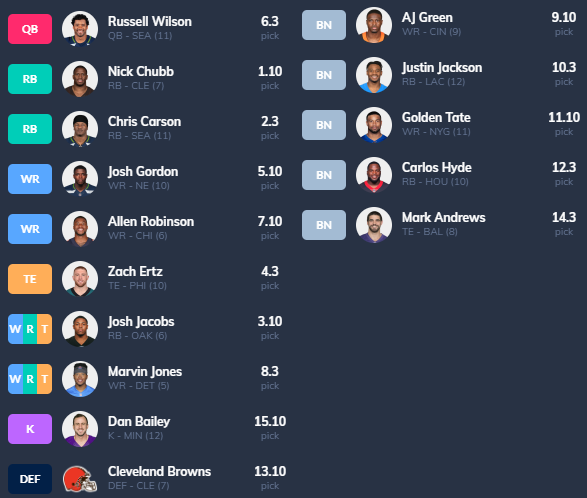 QB Russell Wilson 6.3
QB - SEA (11) pick
RB Nick Chubb 1.10
RB - CLE (7) pick
RB Chris Carson 2.3
RB - SEA (11) pick
WR Josh Gordon 5.10
WR - NE (10) pick
WR Allen Robinson 7.10
WR - CHI (6) pick
TE Zach Ertz 4.3
TE - PHI (10) pick
W R T Josh Jacobs 3.10
RB - OAK (6) pick
W R T Marvin Jones 8.3
WR - DET (5) pick
K Dan Bailey 15.10
K - MIN (12) pick
DEF Cleveland Browns 13.10
DEF - CLE (7) pick
BN AJ Green 9.10
WR - CIN (9) pick
BN Justin Jackson 10.3
RB - LAC (12) pick
BN Golden Tate 11.10
WR - NYG (11) pick
BN Carlos Hyde 12.3
RB - HOU (10) pick
BN Mark Andrews 14.3
TE - BAL (8) pick